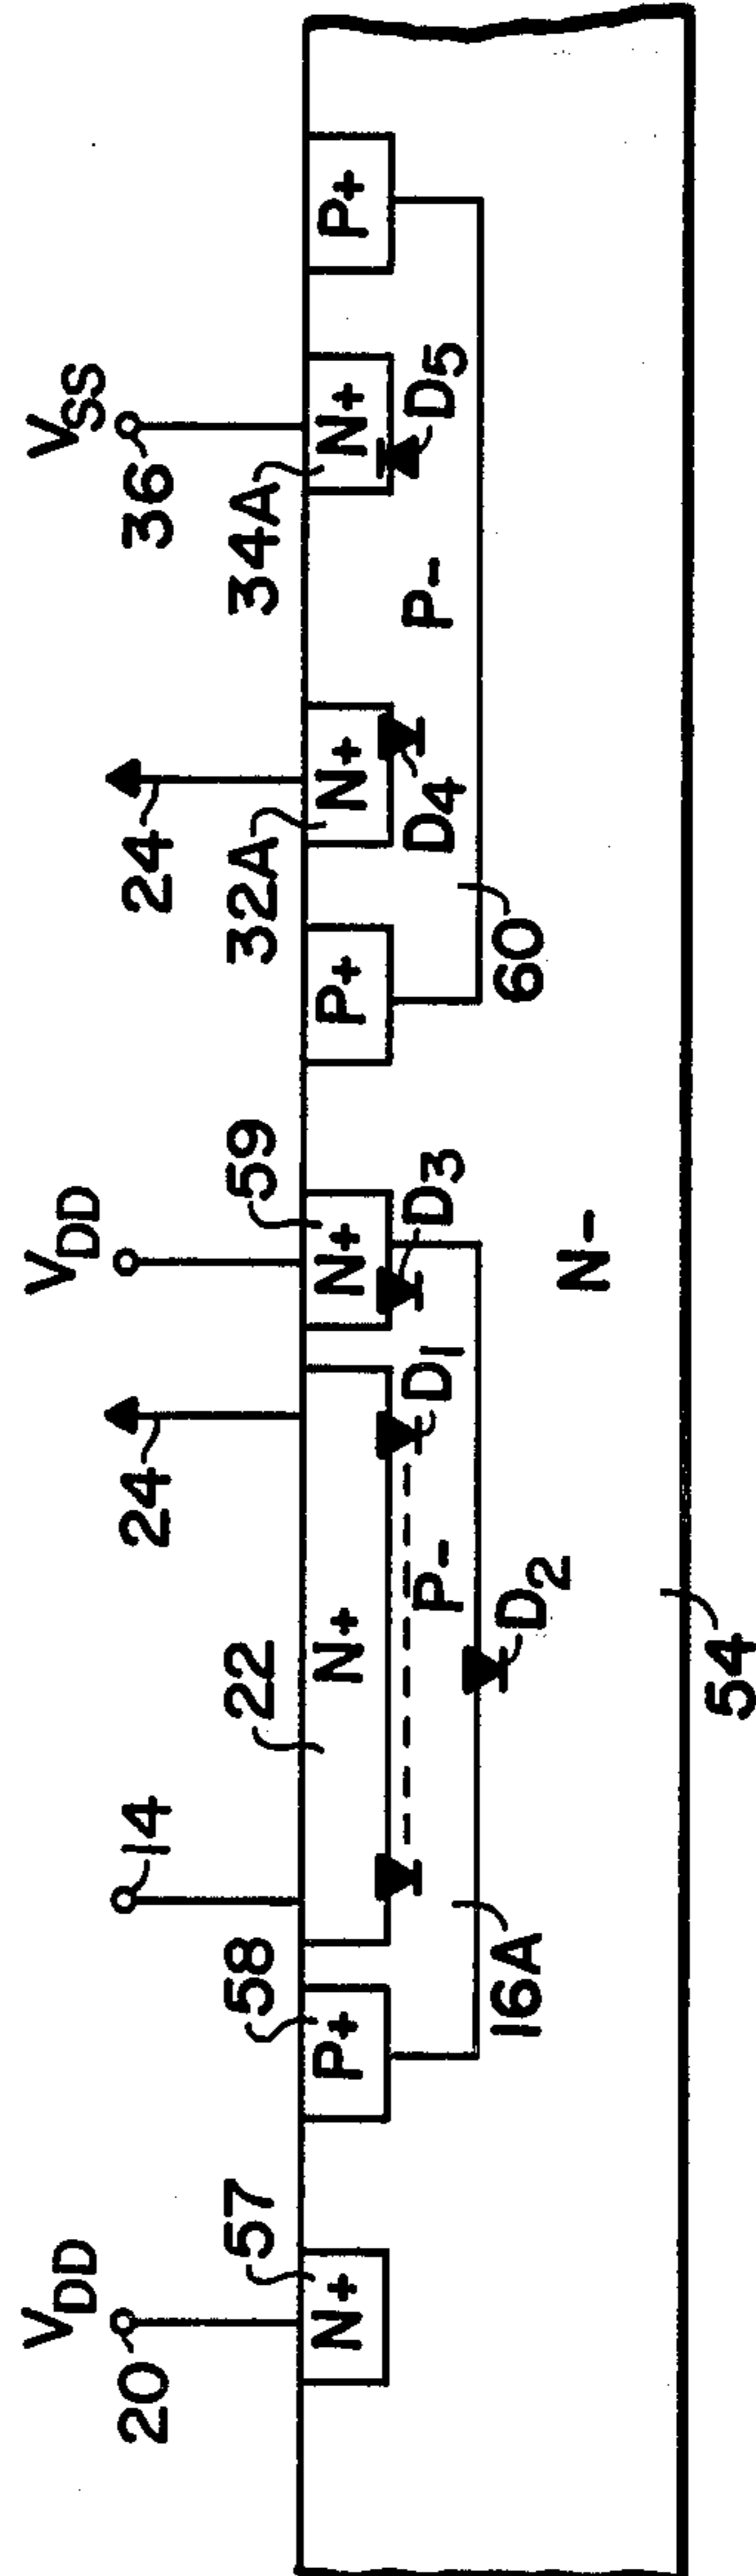 VDD VDD VSS
20 14 24 24 36
57 58 22 59 32A 34A
N+ P+ N+ N+ P+ N+ N+ P+
P- D1 D3 D4 P- D5
16A D2 60
N-
54